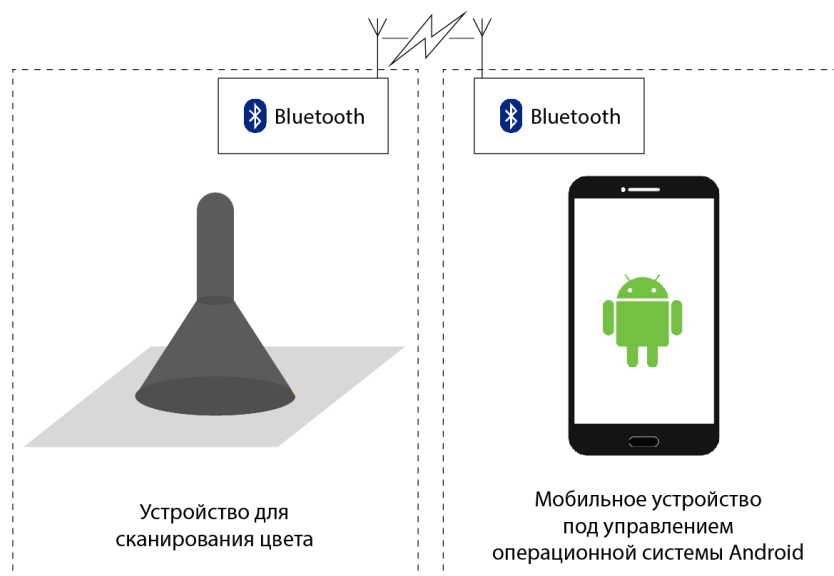 Bluetooth
Bluetooth
Устройство для
сканирования цвета
Мобильное устройство
под управлением
операционной системы Android